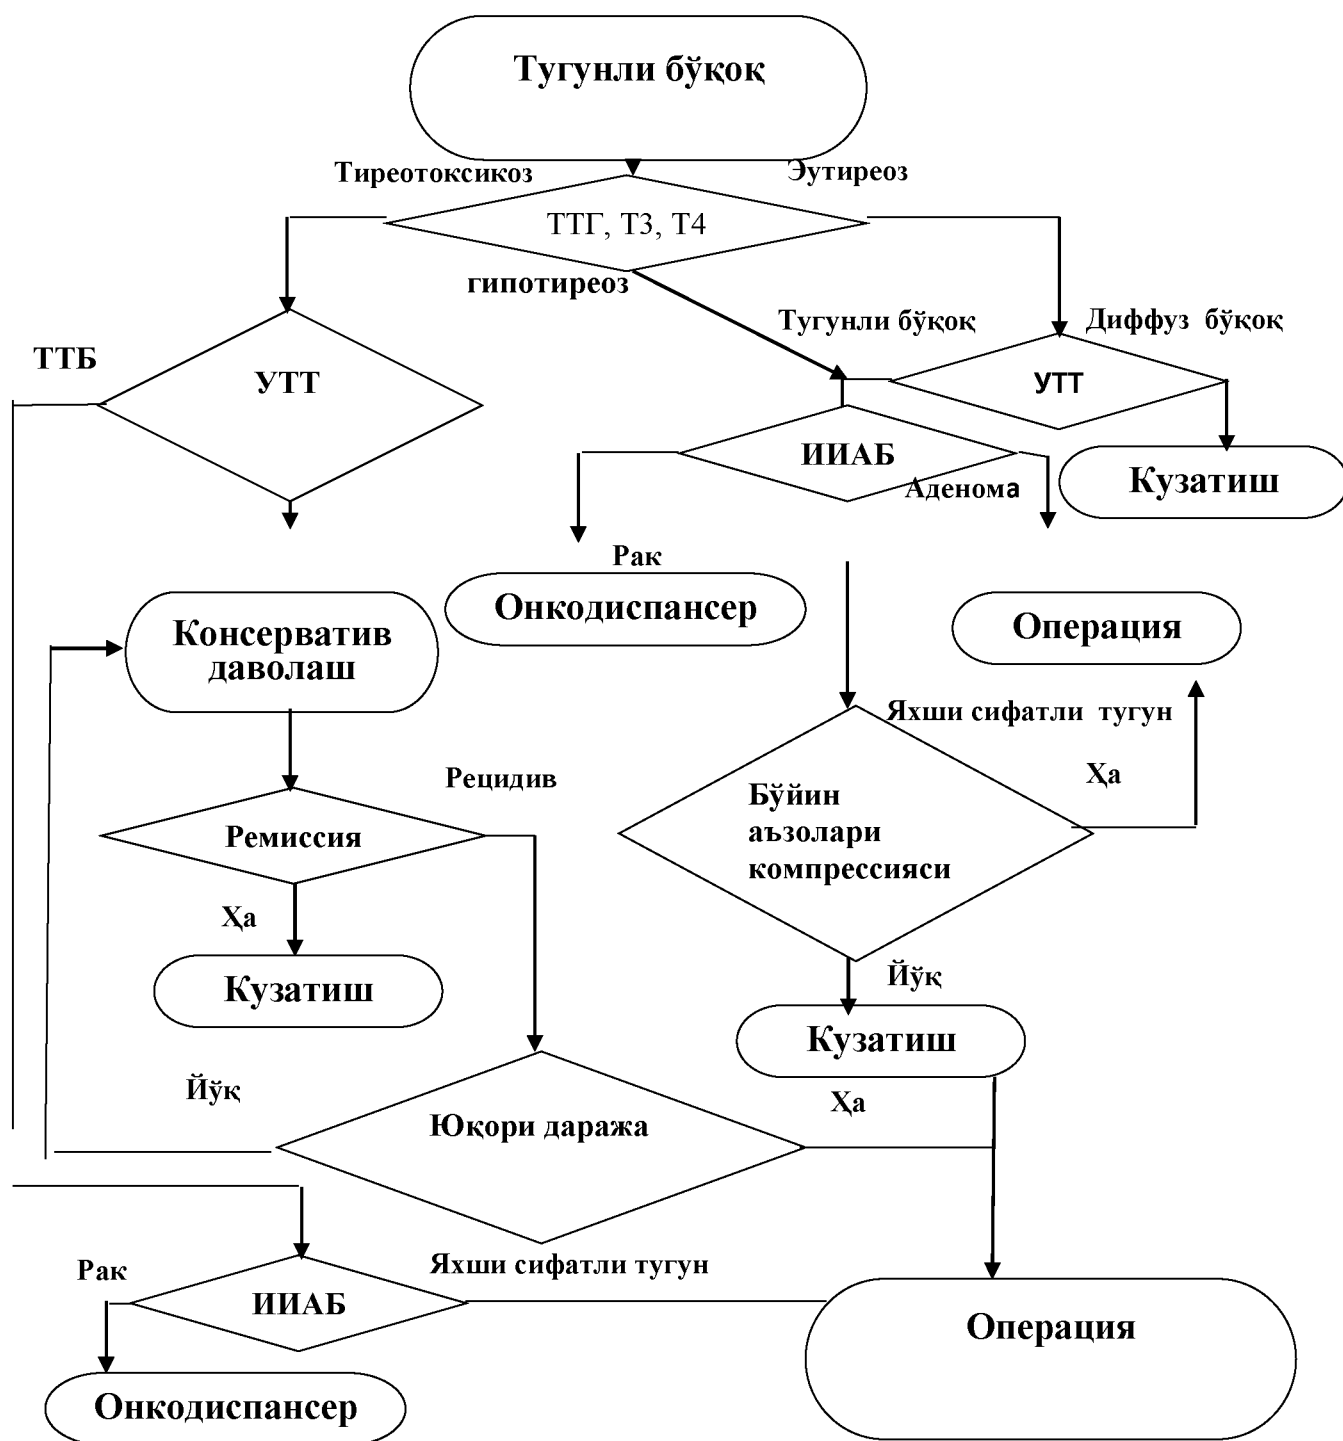 Тугунли бўқоқ
Тиреотоксикоз
Эутиреоз
ТТГ, Т3, Т4
гипотиреоз
Тугунли бўқоқ
Диффуз бўқоқ
ТТБ
УТТ
УТТ
ИИАБ
Кузатиш
Аденома
Рак
Онкодиспансер
Операция
Консерватив
даволаш
Яхши сифатли тугун
Ҳа
Рецидив
Бўйин
аъзолари
компрессияси
Ремиссия
Ҳа
Кузатиш
Йўқ
Кузатиш
Йўқ
Ҳа
Юқори даража
Рак
Яхши сифатли тугун
ИИАБ
Операция
Онкодиспансер